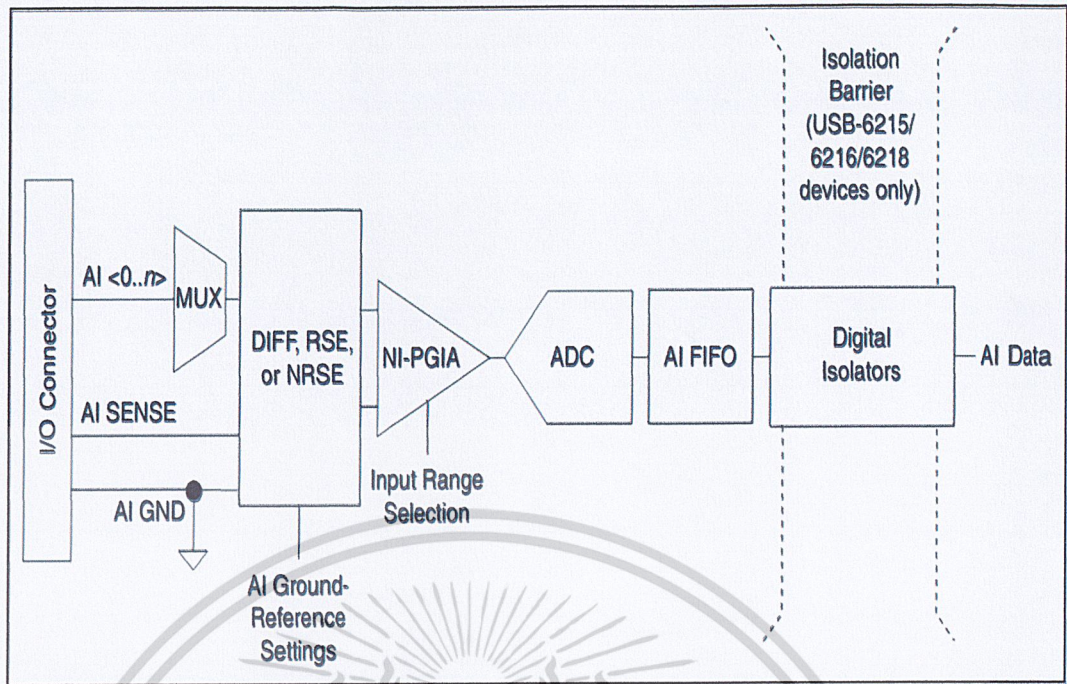 Isolation
Barrier
(USB-6215/
6216/6218
devices only)
I/O Connector
AI <0..n>
MUX
DIFF, RSE,
or NRSE
NI-PGIA
ADC
AI FIFO
Digital
Isolators
AI Data
AI SENSE
AI GND
Input Range
Selection
AI Ground-
Reference
Settings